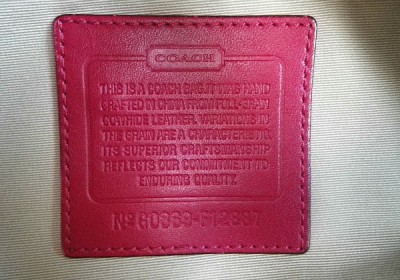 COACH
THIS IS A COACH BAG. IT WAS HAND
CRAFTED IN CHINA FROM FULL-GRAIN
COWHIDE LEATHER. VARIATIONS IN
THE GRAIN ARE A CHARACTERISTIC.
ITS SUPERIOR CRAFTSMANSHIP
REFLECTS OUR COMMITMENT TO
ENDURING QUALITY.